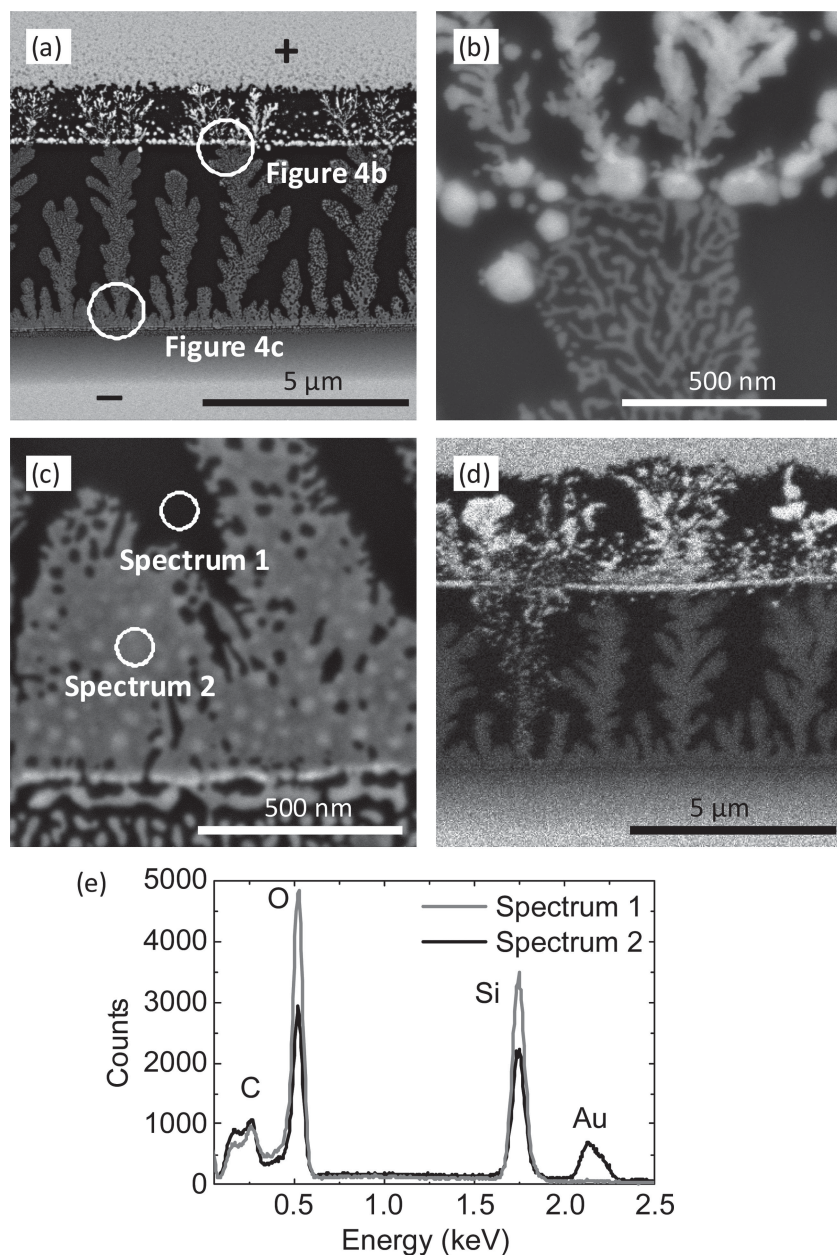 (a)
+
Figure 4b
Figure 4c
5 µm
−
(b)
500 nm
(c)
Spectrum 1
Spectrum 2
500 nm
(d)
5 µm
(e)
5000
4000
3000
2000
1000
0
Counts
O
C
Si
Au
Spectrum 1
Spectrum 2
0.5 1.0 1.5 2.0 2.5
Energy (keV)